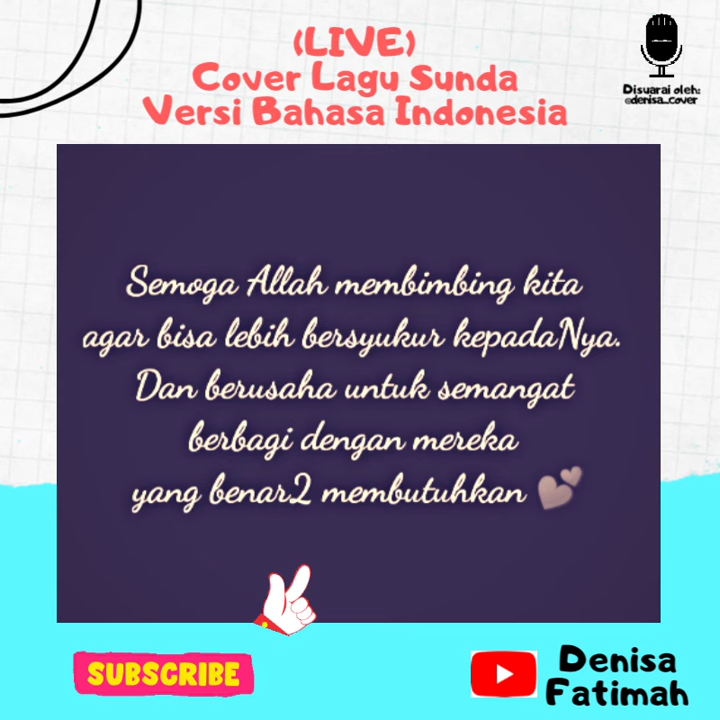 (LIVE)
Cover Lagu Sunda
Versi Bahasa Indonesia
Disuarai oleh:
@denisa_cover
Semoga Allah membimbing kita
agar bisa lebih bersyukur kepadaNya.
Dan berusaha untuk semangat
berbagi dengan mereka
yang benar2 membutuhkan 💕
SUBSCRIBE
Denisa
Fatimah